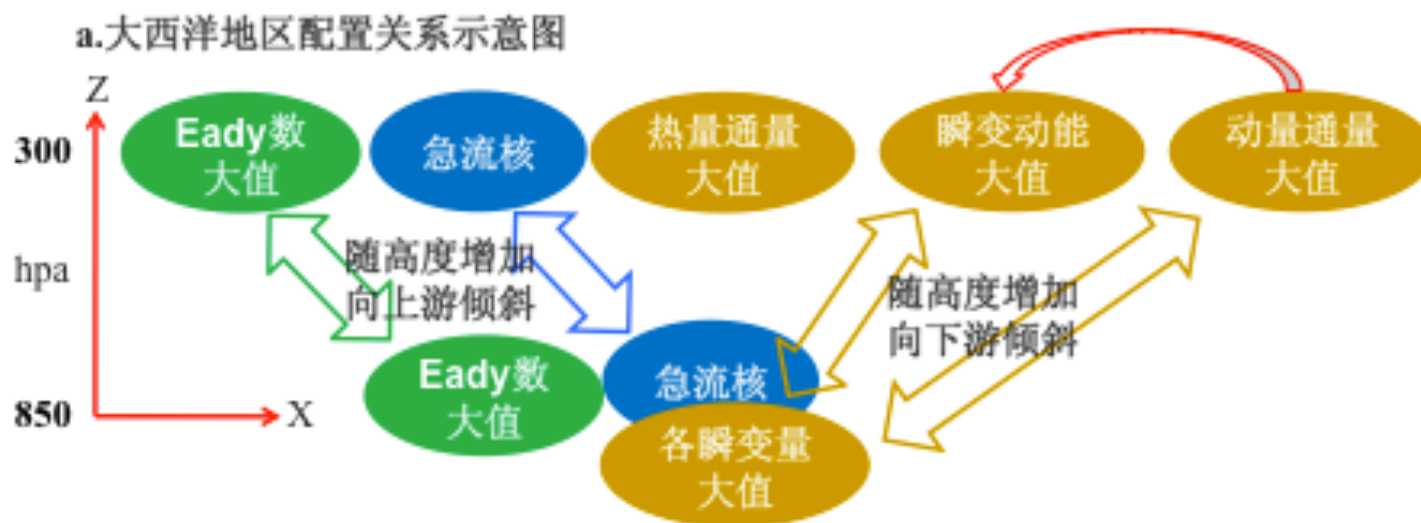 a.大西洋地区配置关系示意图
Z
300
Eady数
大值
急流核
热量通量
大值
瞬变动能
大值
动量通量
大值
hpa
随高度增加
向上游倾斜
随高度增加
向下游倾斜
850
X
Eady数
大值
急流核
各瞬变量
大值